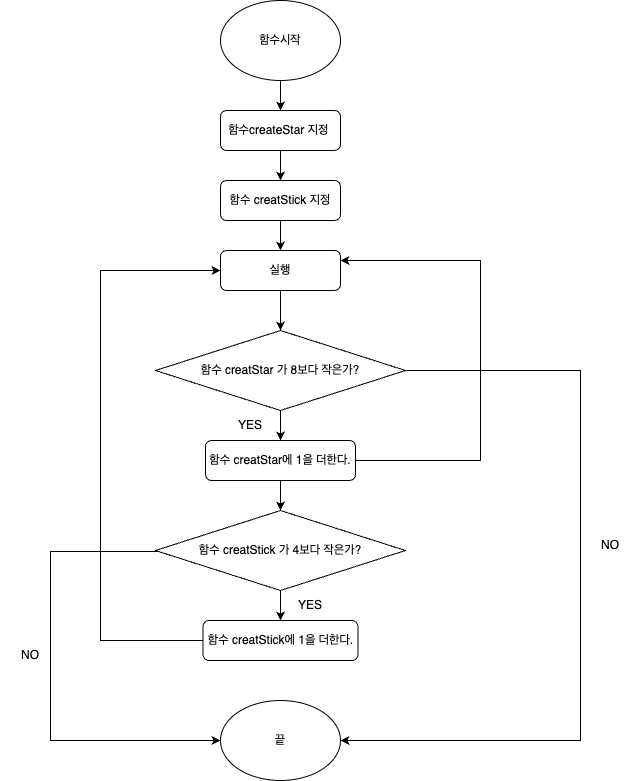 함수시작
함수createStar 지정
함수 creatStick 지정
실행
함수 creatStar 가 8보다 작은가?
YES
함수 creatStar에 1을 더한다.
함수 creatStick 가 4보다 작은가?
NO
YES
함수 creatStick에 1을 더한다.
NO
끝